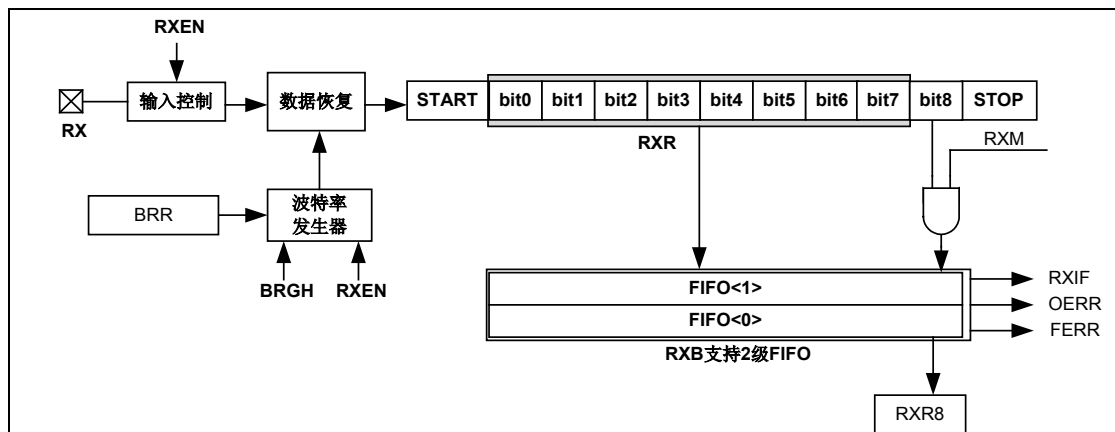 RXEN
输入控制
数据恢复
START bit0 bit1 bit2 bit3 bit4 bit5 bit6 bit7 bit8 STOP
RX
RXR
RXM
BRR
波特率
发生器
BRGH RXEN
FIFO<1>
FIFO<0>
RXIF
OERR
FERR
RXB支持2级FIFO
RXR8